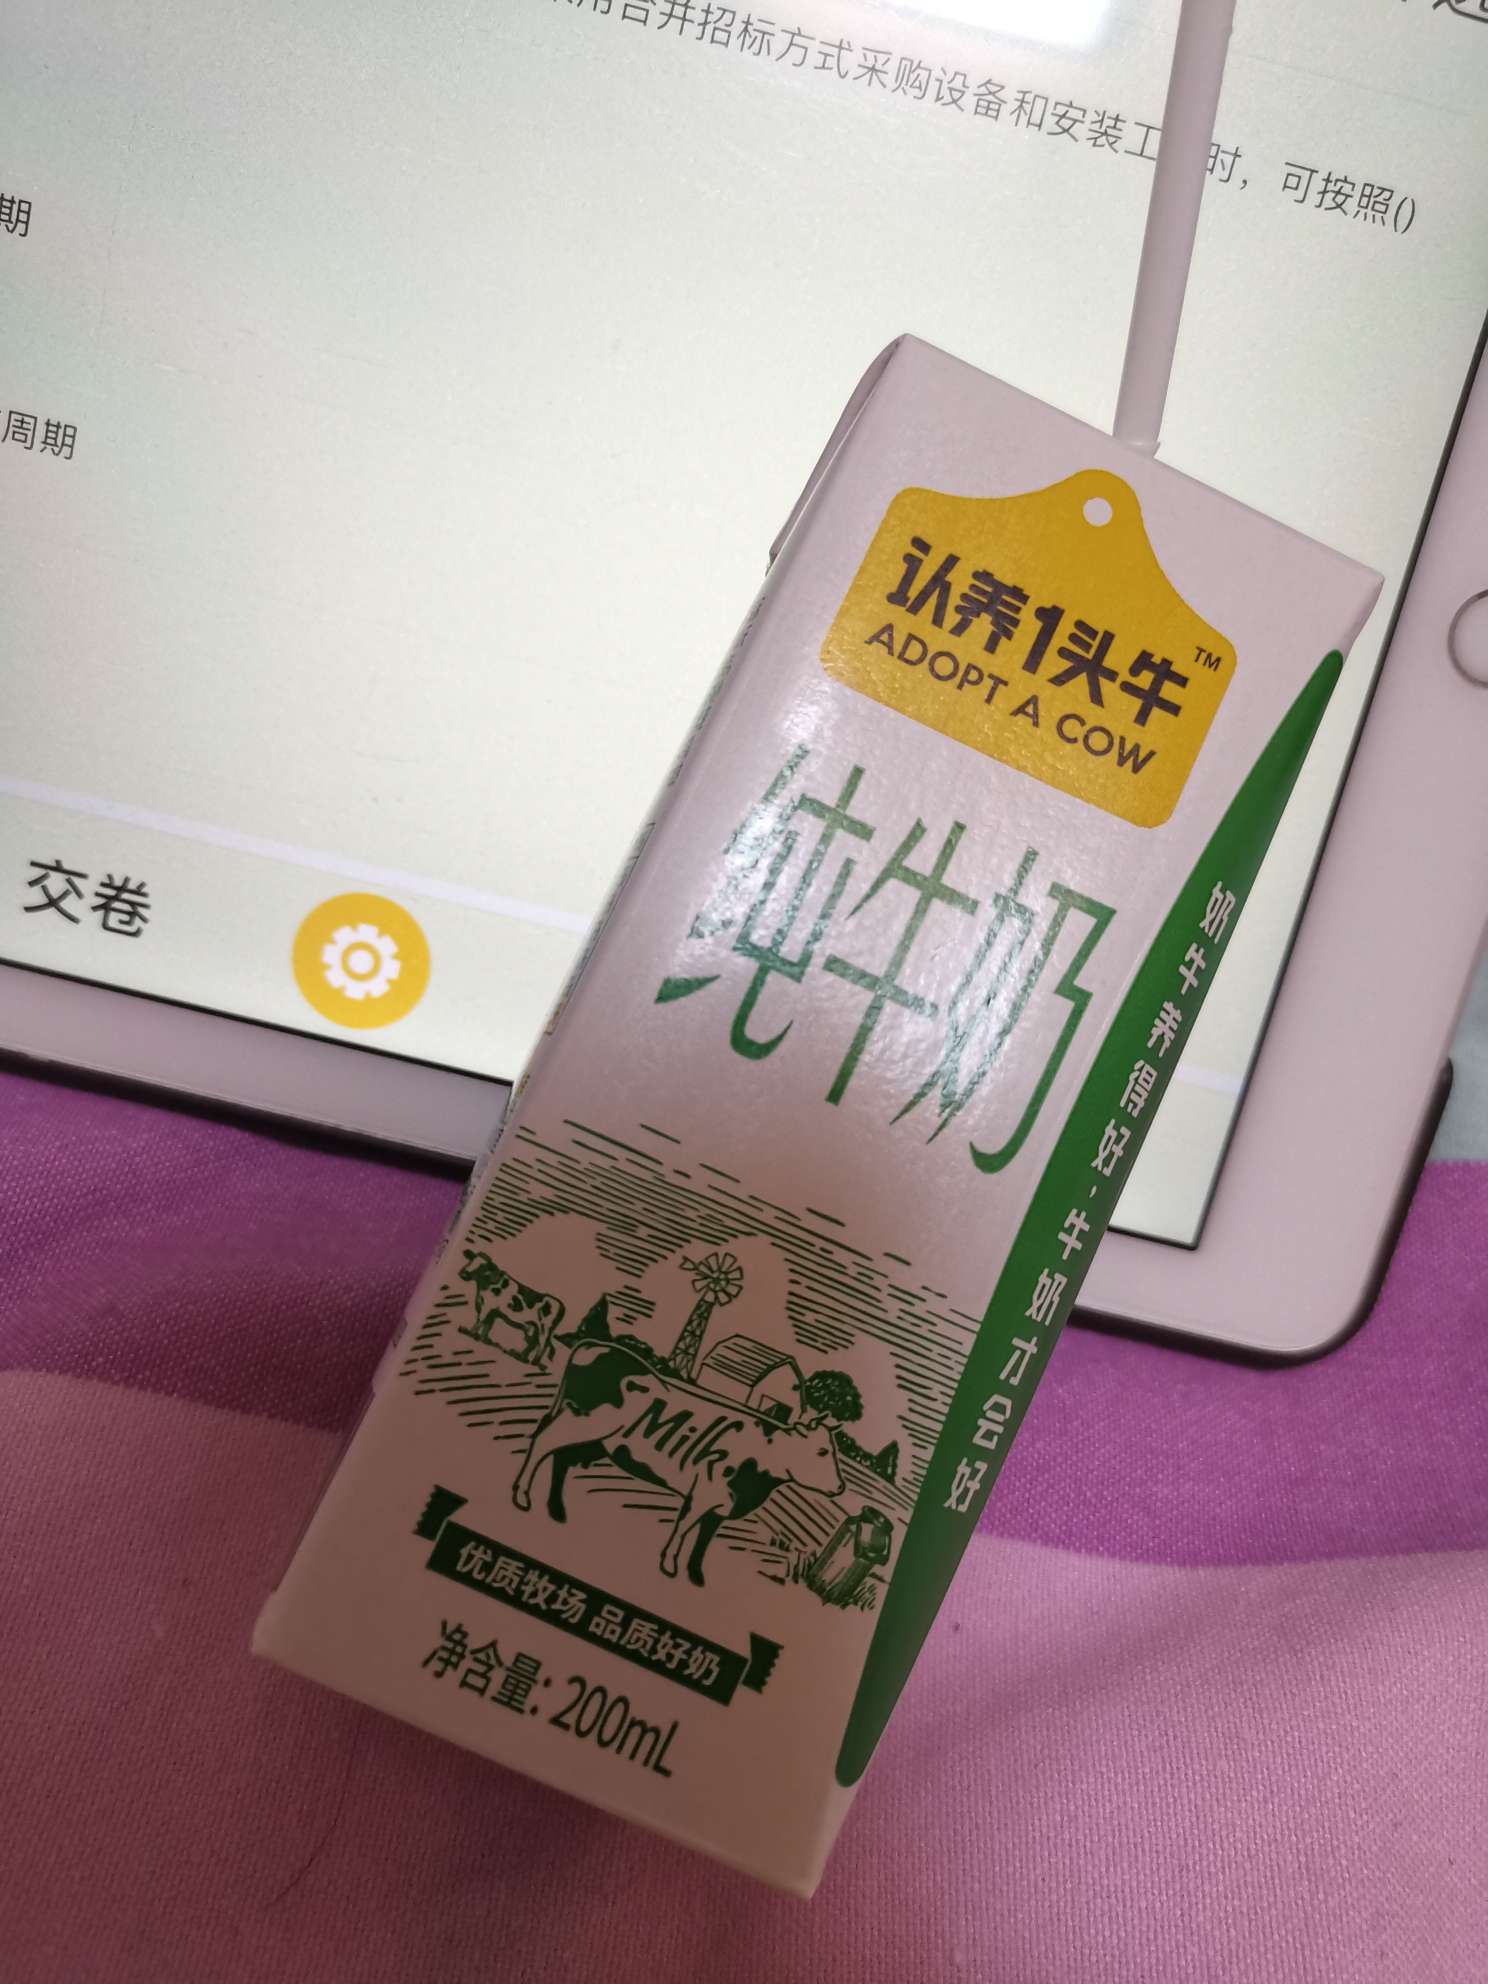 合并招标方式采购设备和安装工
时，可按照()
期
周期
交卷
认养1头牛™
ADOPT A COW
纯牛奶
奶牛养得好,牛奶才会好
Milk
优质牧场 品质好奶
净含量: 200mL